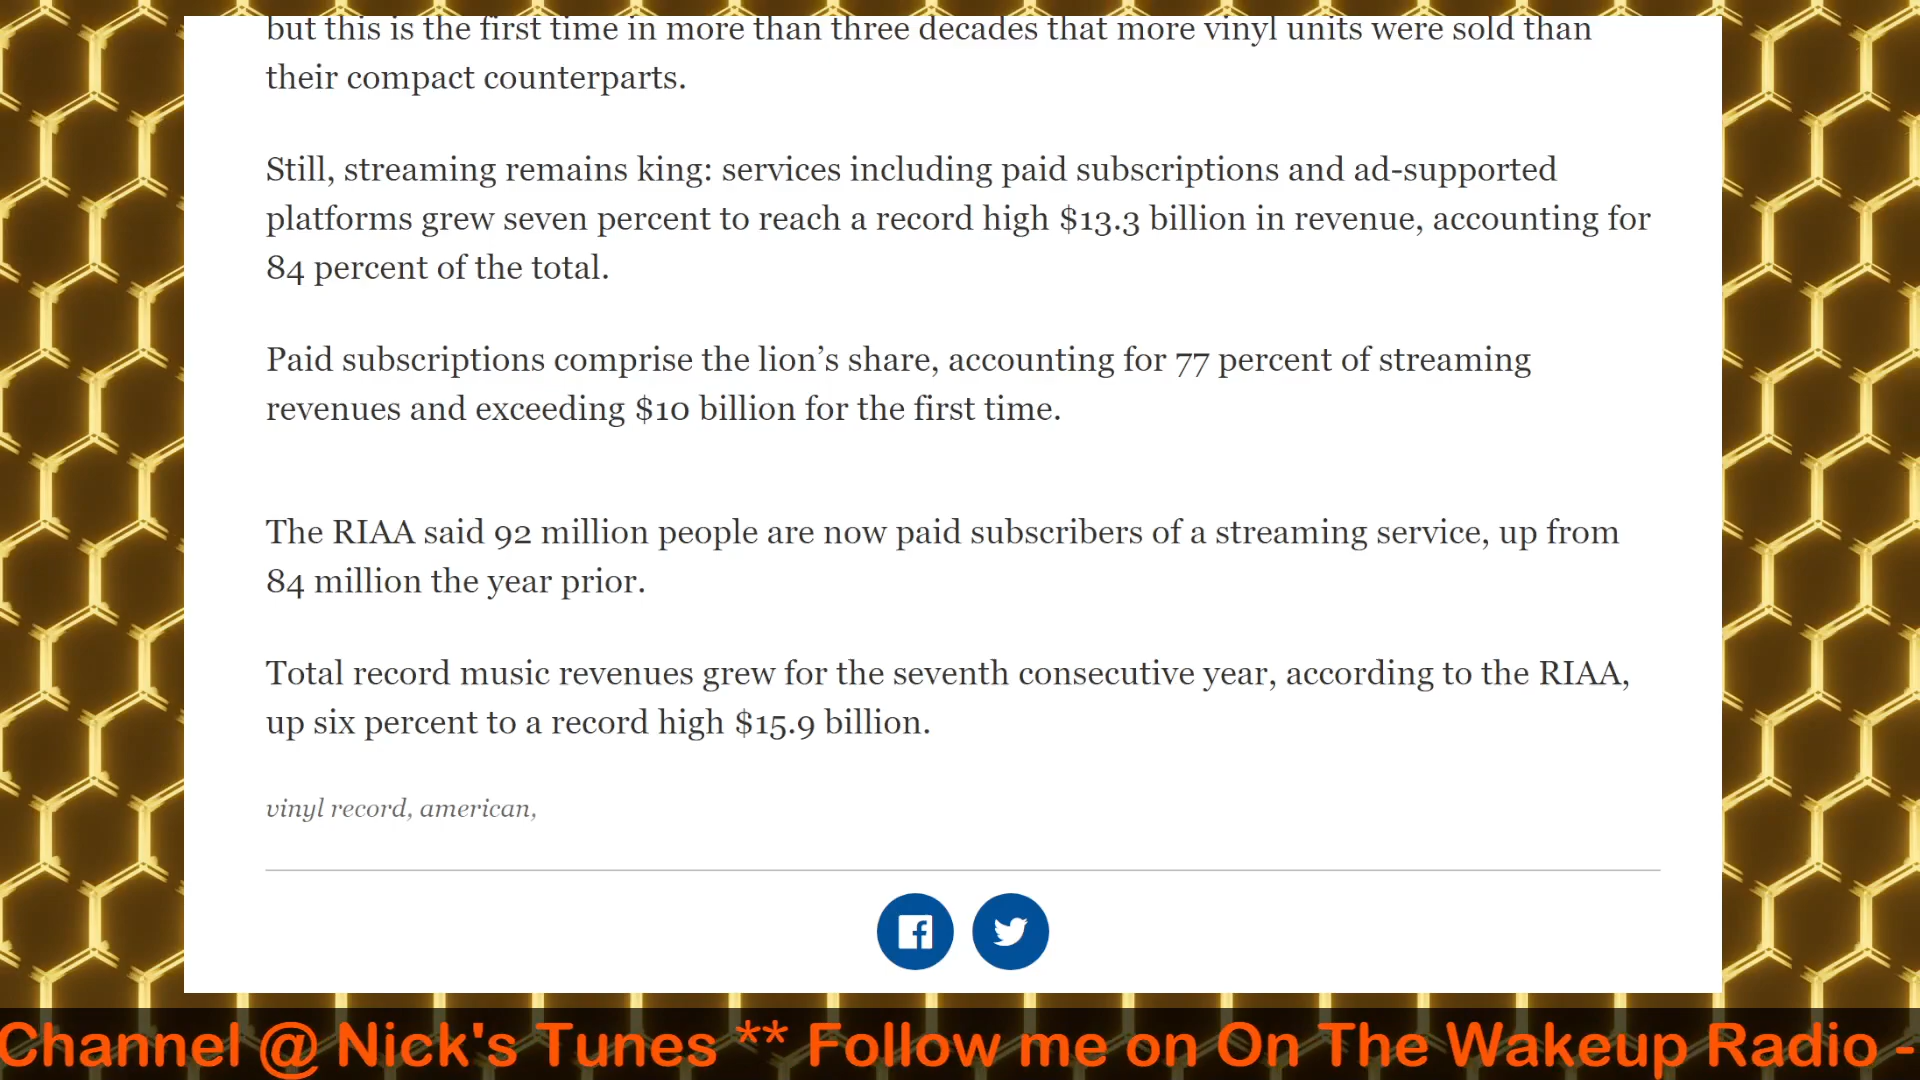 but this is the first time in more than three decades that more vinyl units were sold than
their compact counterparts.
Still, streaming remains king: services including paid subscriptions and ad-supported
platforms grew seven percent to reach a record high $13.3 billion in revenue, accounting for
84 percent of the total.
Paid subscriptions comprise the lion’s share, accounting for 77 percent of streaming
revenues and exceeding $10 billion for the first time.
The RIAA said 92 million people are now paid subscribers of a streaming service, up from
84 million the year prior.
Total record music revenues grew for the seventh consecutive year, according to the RIAA,
up six percent to a record high $15.9 billion.
vinyl record, american,
Channel @ Nick's Tunes ** Follow me on On The Wakeup Radio -